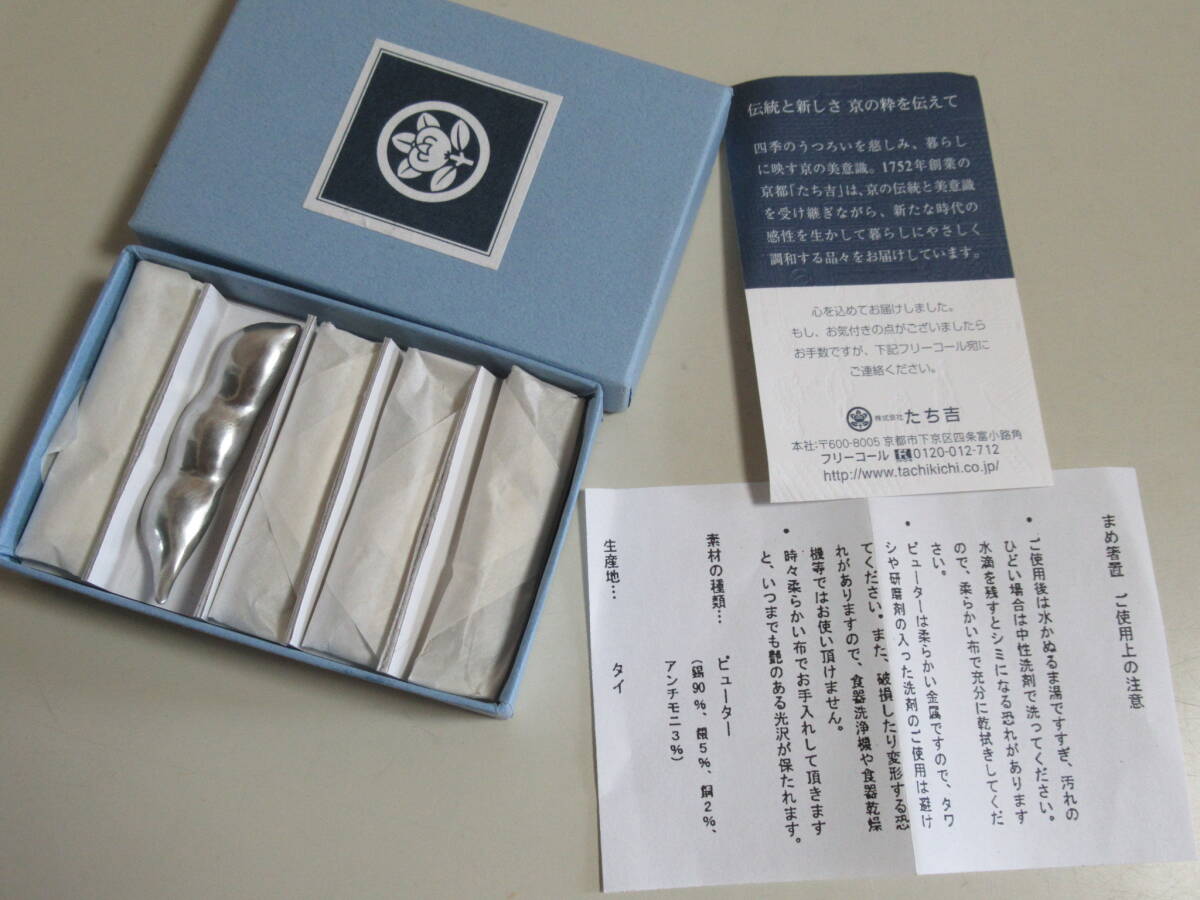 伝統と新しさ 京の粋を伝えて
四季のうつろいを慈しみ、暮らし
に映す京の美意識。1752年創業の
京都「たち吉」は、京の伝統と美意識
を受け継ぎながら、新たな時代の
感性を生かして暮らしにやさしく
調和する品々をお届けしています。
心を込めてお届けしました。
もし、お気付きの点がございましたら
お手数ですが、下記フリーコール宛に
ご連絡ください。
株式会社 たち吉
本社:〒600-8005 京都市下京区四条富小路角
フリーコール 0120-012-712
http://www.tachikichi.co.jp/
まめ箸置 ご使用上の注意
・ご使用後は水かぬるま湯ですすぎ、汚れの
ひどい場合は中性洗剤で洗ってください。
水滴を残すとシミになる恐れがあります
ので、柔らかい布で充分に乾拭きしてくだ
さい。
・ピューターは柔らかい金属ですので、タワ
シや研磨剤の入った洗剤のご使用は避け
てください。また、破損したり変形する恐
れがありますので、食器洗浄機や食器乾燥
機等ではお使い頂けません。
・時々柔らかい布でお手入れして頂きます
と、いつまでも艶のある光沢が保たれます。
素材の種類… ピューター
(錫90%、鉛5%、銅2%、
アンチモニ3%)
生産地… タイ